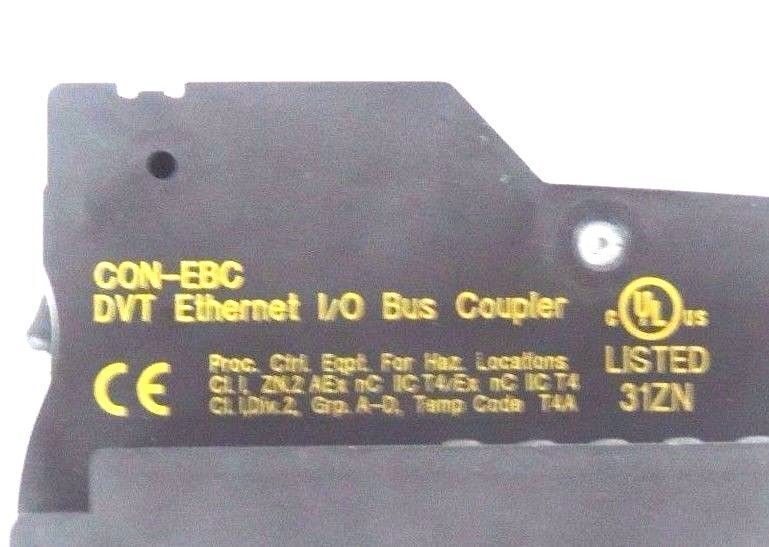 CON-EBC
DVT Ethernet I/O Bus Coupler
CE
Proc. Ctrl. Eqpt. For Haz. Locations
Cl. I, ZN.2 AEx nC IIC T4/Ex nC IIC T4
Cl. I,Div.2, Grp. A-D, Temp Code T4A
c UL us
LISTED
31ZN